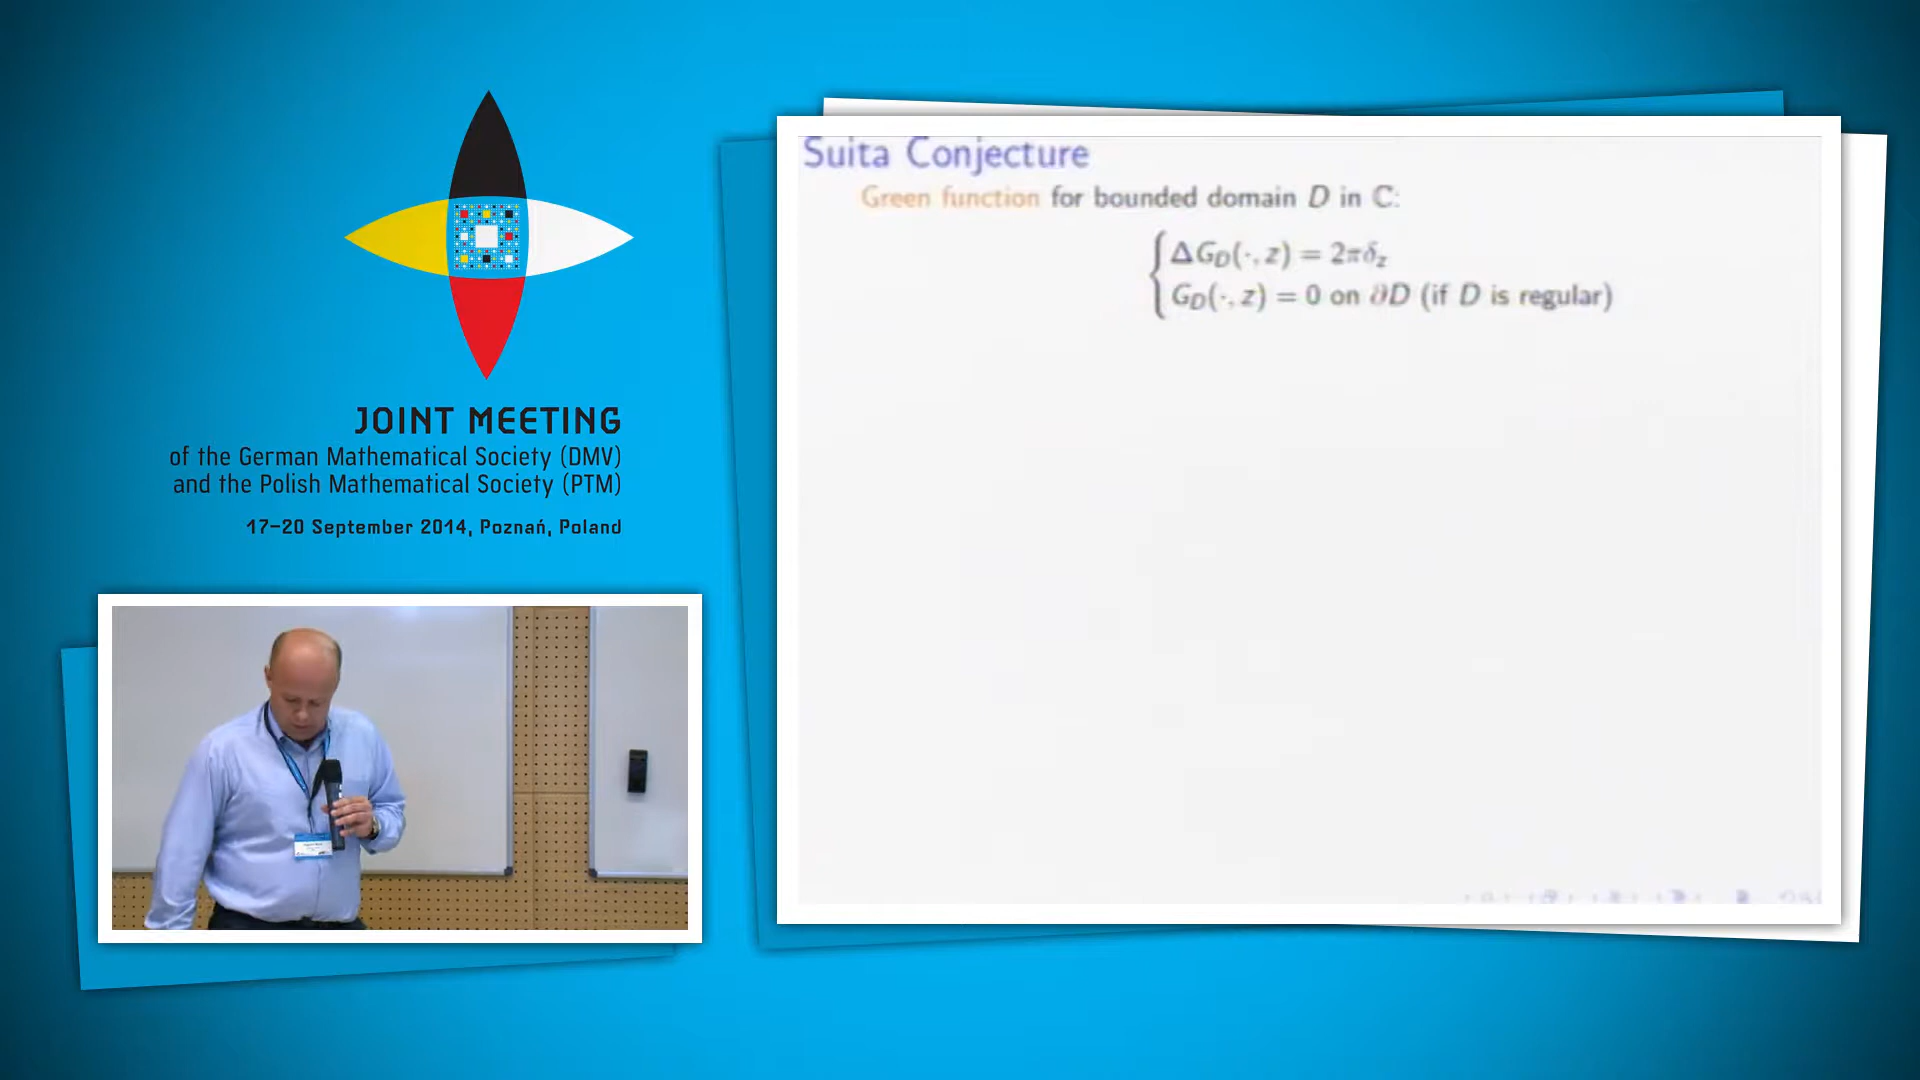 JOINT MEETING
of the German Mathematical Society (DMV)
and the Polish Mathematical Society (PTM)
17–20 September 2014, Poznań, Poland
Suita Conjecture
Green function for bounded domain D in ℂ:
ΔG_D(·, z) = 2πδ_z
G_D(·, z) = 0 on ∂D (if D is regular)